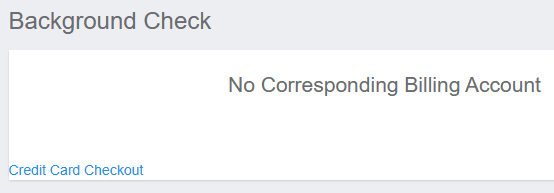 Background Check
No Corresponding Billing Account
Credit Card Checkout